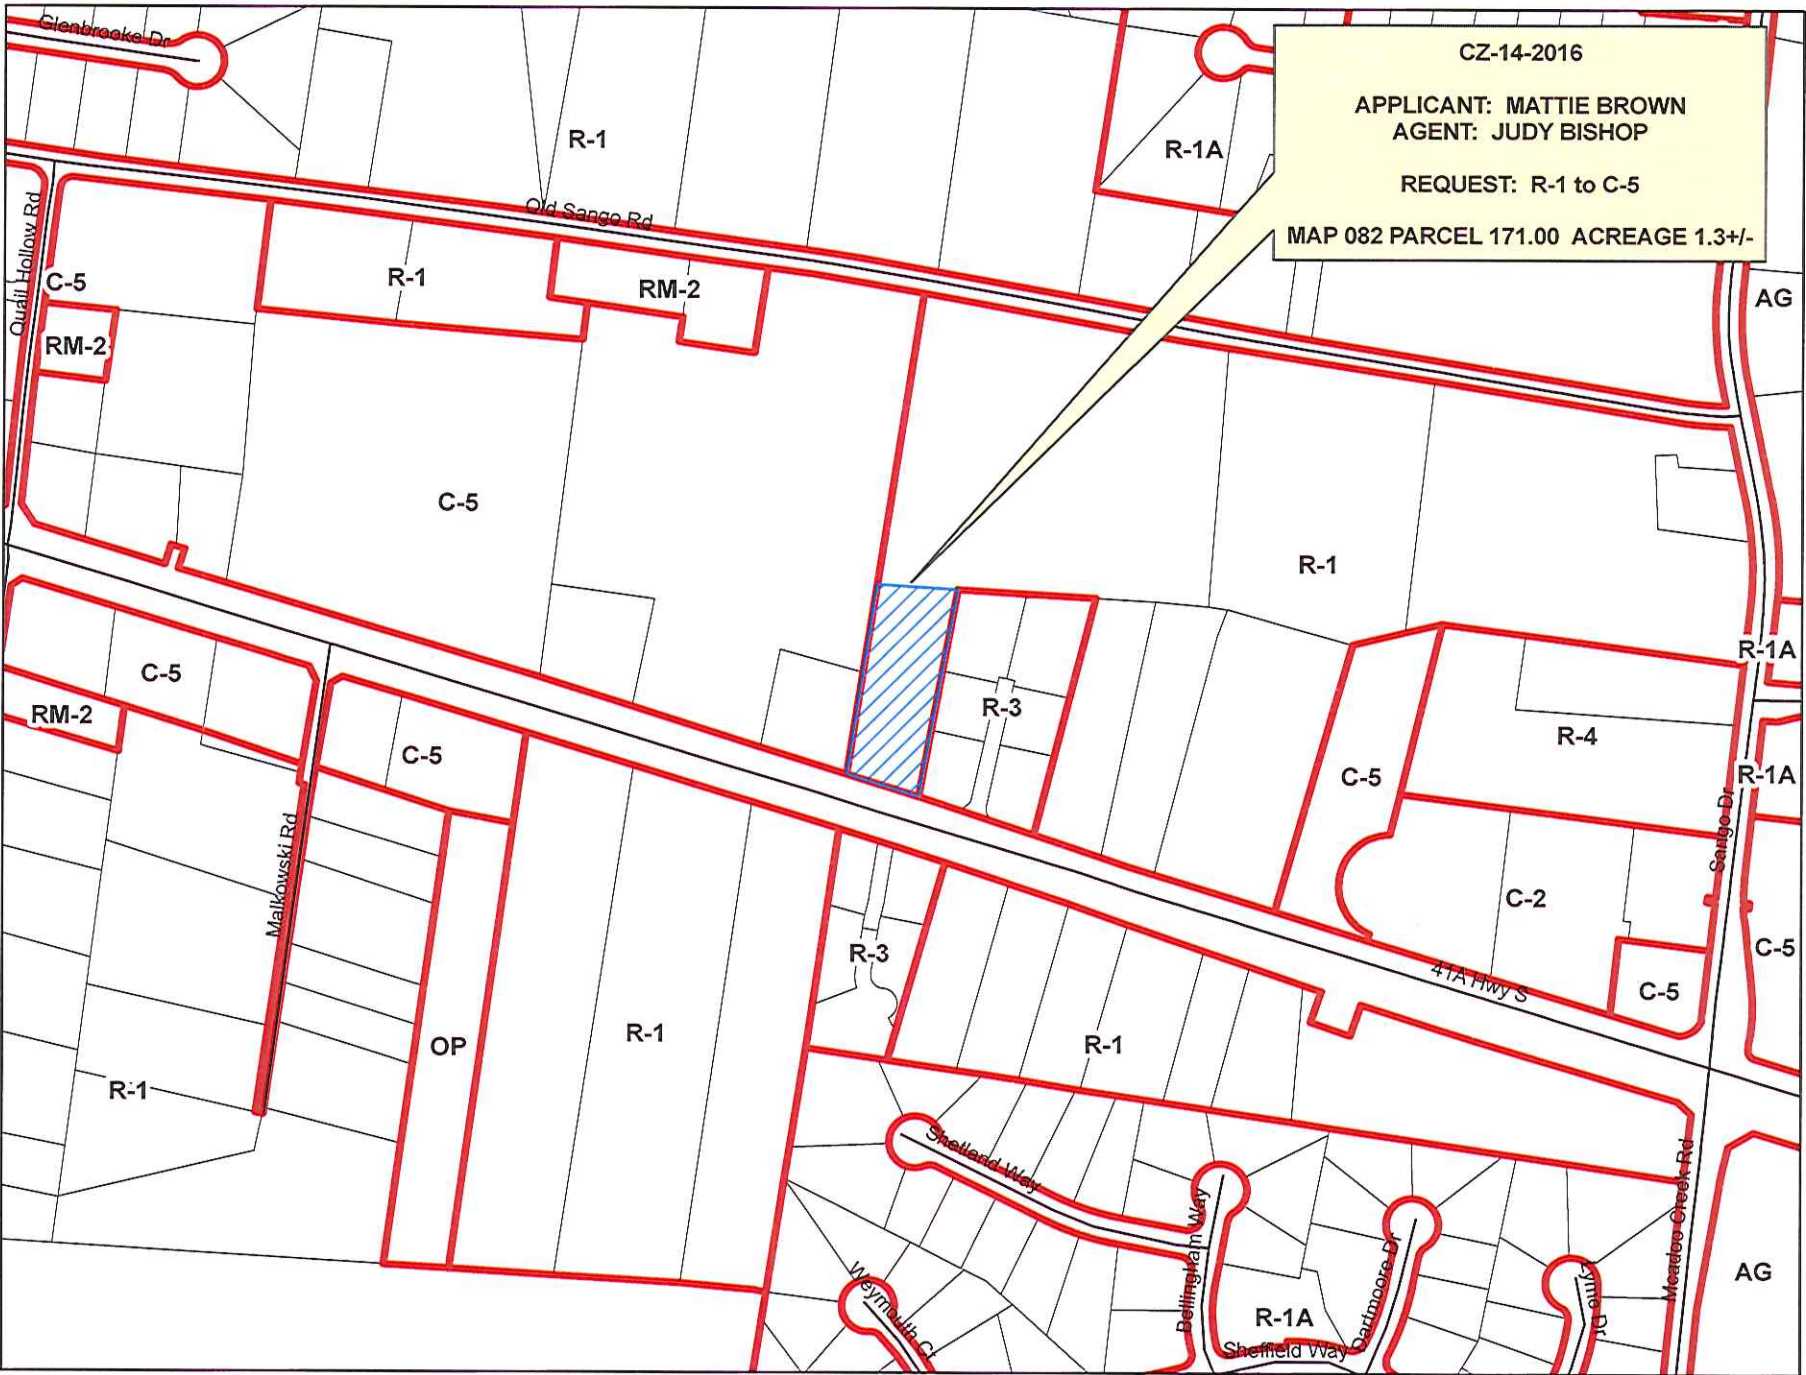 Glenbrooke Dr
CZ-14-2016
APPLICANT: MATTIE BROWN
AGENT: JUDY BISHOP
REQUEST: R-1 to C-5
MAP 082 PARCEL 171.00 ACREAGE 1.3+/-
R-1
R-1A
Old Sango Rd
Quail Hollow Rd
C-5
R-1
RM-2
AG
RM-2
C-5
R-1
R-1A
C-5
RM-2
C-5
R-3
R-4
C-5
R-1A
Sango Dr
Malkowski Rd
C-2
R-3
C-5
41A Hwy S
C-5
OP
R-1
R-1
R-1
Shetland Way
Bellingham Way
Dartmoore Dr
Mcadoo Creek Rd
AG
Weymouth Ct
R-1A
Sheffield Way